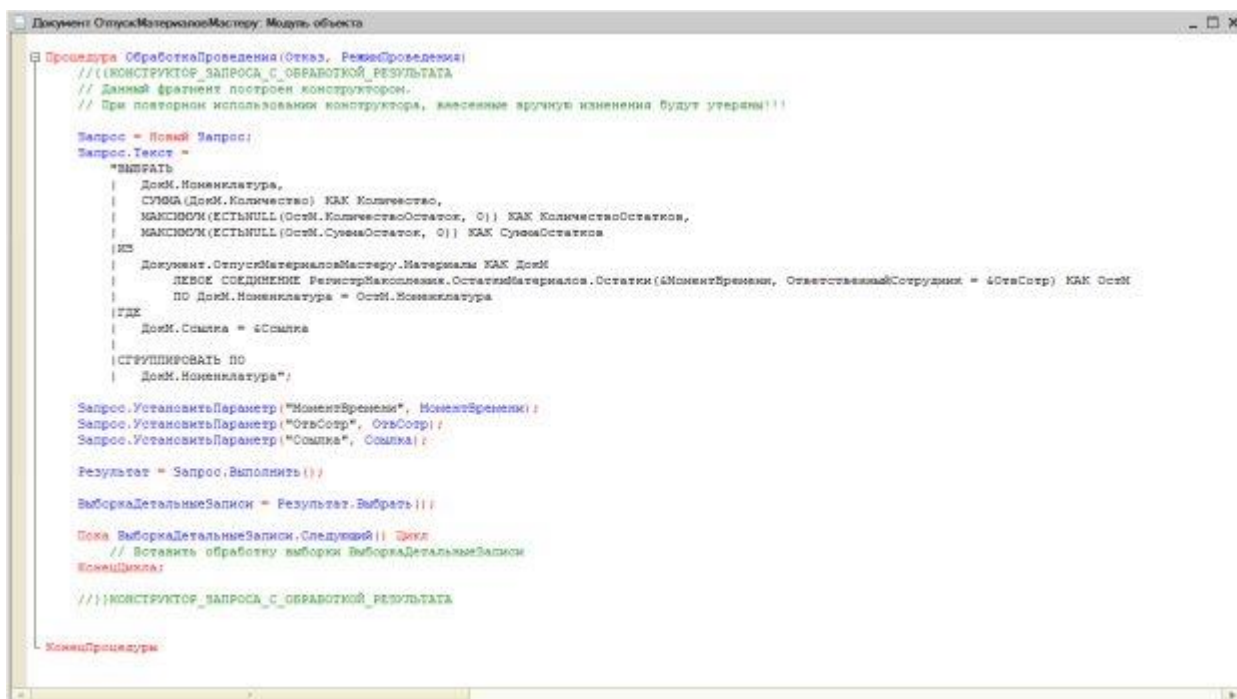 Документ ОтпускМатериаловМастеру: Модуль объекта
Процедура ОбработкаПроведения(Отказ, РежимПроведения)
//{{КОНСТРУКТОР_ЗАПРОСА_С_ОБРАБОТКОЙ_РЕЗУЛЬТАТА
// Данный фрагмент построен конструктором.
// При повторном использовании конструктора, внесенные вручную изменения будут утеряны!!!
Запрос = Новый Запрос;
Запрос.Текст =
"ВЫБРАТЬ
| ДокМ.Номенклатура,
| СУММА(ДокМ.Количество) КАК Количество,
| МАКСИМУМ(ЕСТЬNULL(ОстМ.КоличествоОстаток, 0)) КАК КоличествоОстатков,
| МАКСИМУМ(ЕСТЬNULL(ОстМ.СуммаОстаток, 0)) КАК СуммаОстатков
|ИЗ
| Документ.ОтпускМатериаловМастеру.Материалы КАК ДокМ
| ЛЕВОЕ СОЕДИНЕНИЕ РегистрНакопления.ОстаткиМатериалов.Остатки(&МоментВремени, ОтветственныйСотрудник = &ОтвСотр) КАК ОстМ
| ПО ДокМ.Номенклатура = ОстМ.Номенклатура
|ГДЕ
| ДокМ.Ссылка = &Ссылка
|
|СГРУППИРОВАТЬ ПО
| ДокМ.Номенклатура";
Запрос.УстановитьПараметр("МоментВремени", МоментВремени);
Запрос.УстановитьПараметр("ОтвСотр", ОтвСотр);
Запрос.УстановитьПараметр("Ссылка", Ссылка);
Результат = Запрос.Выполнить();
ВыборкаДетальныеЗаписи = Результат.Выбрать();
Пока ВыборкаДетальныеЗаписи.Следующий() Цикл
// Вставить обработку выборки ВыборкаДетальныеЗаписи
КонецЦикла;
//}}КОНСТРУКТОР_ЗАПРОСА_С_ОБРАБОТКОЙ_РЕЗУЛЬТАТА
КонецПроцедуры